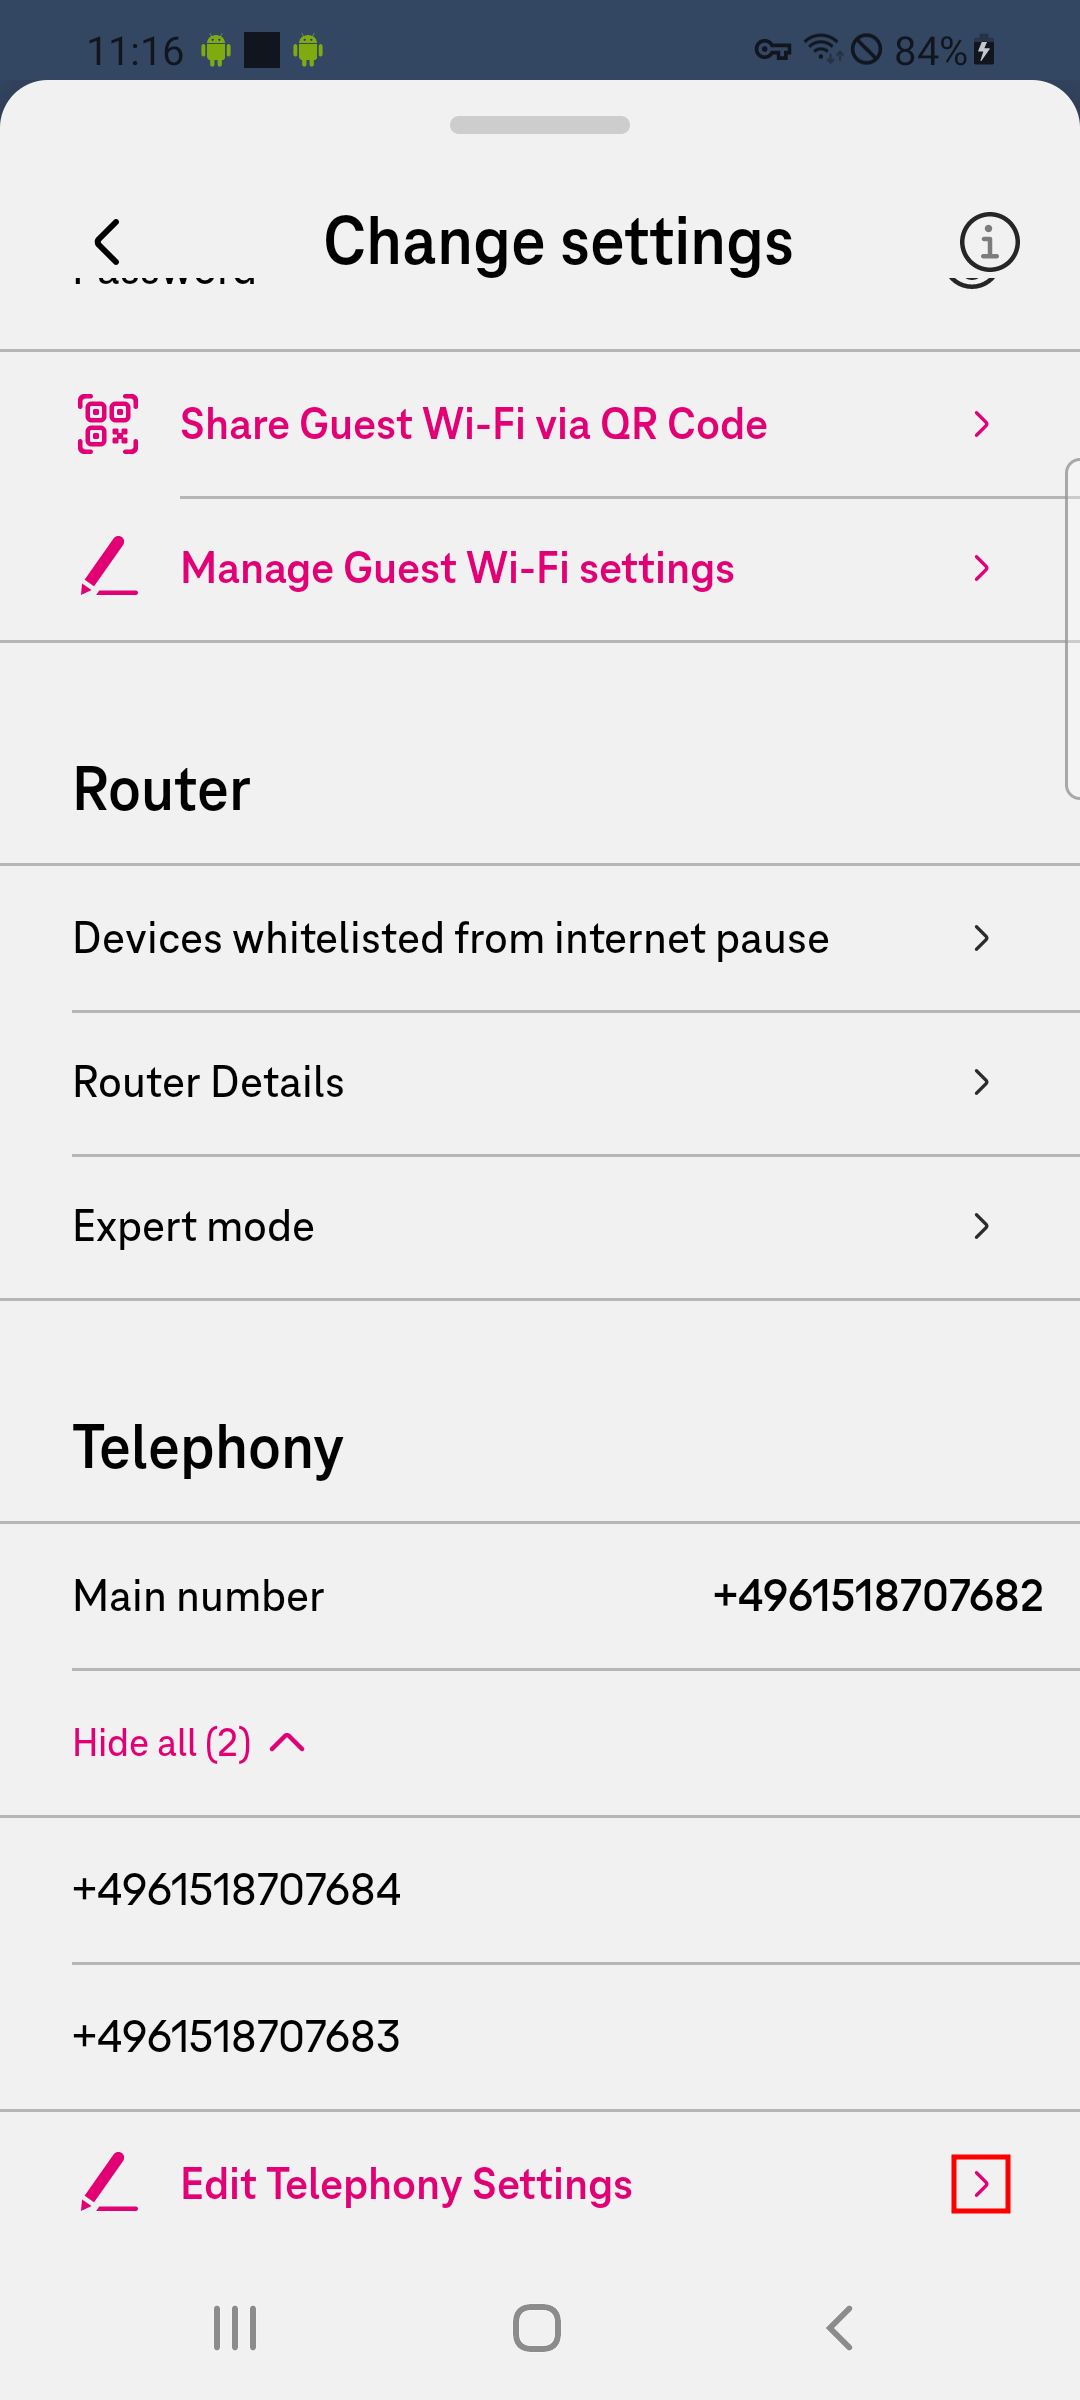 11:16
84%
Change settings
Password
Share Guest Wi-Fi via QR Code
Manage Guest Wi-Fi settings
Router
Devices whitelisted from internet pause
Router Details
Expert mode
Telephony
Main number +4961518707682
Hide all (2)
+4961518707684
+4961518707683
Edit Telephony Settings